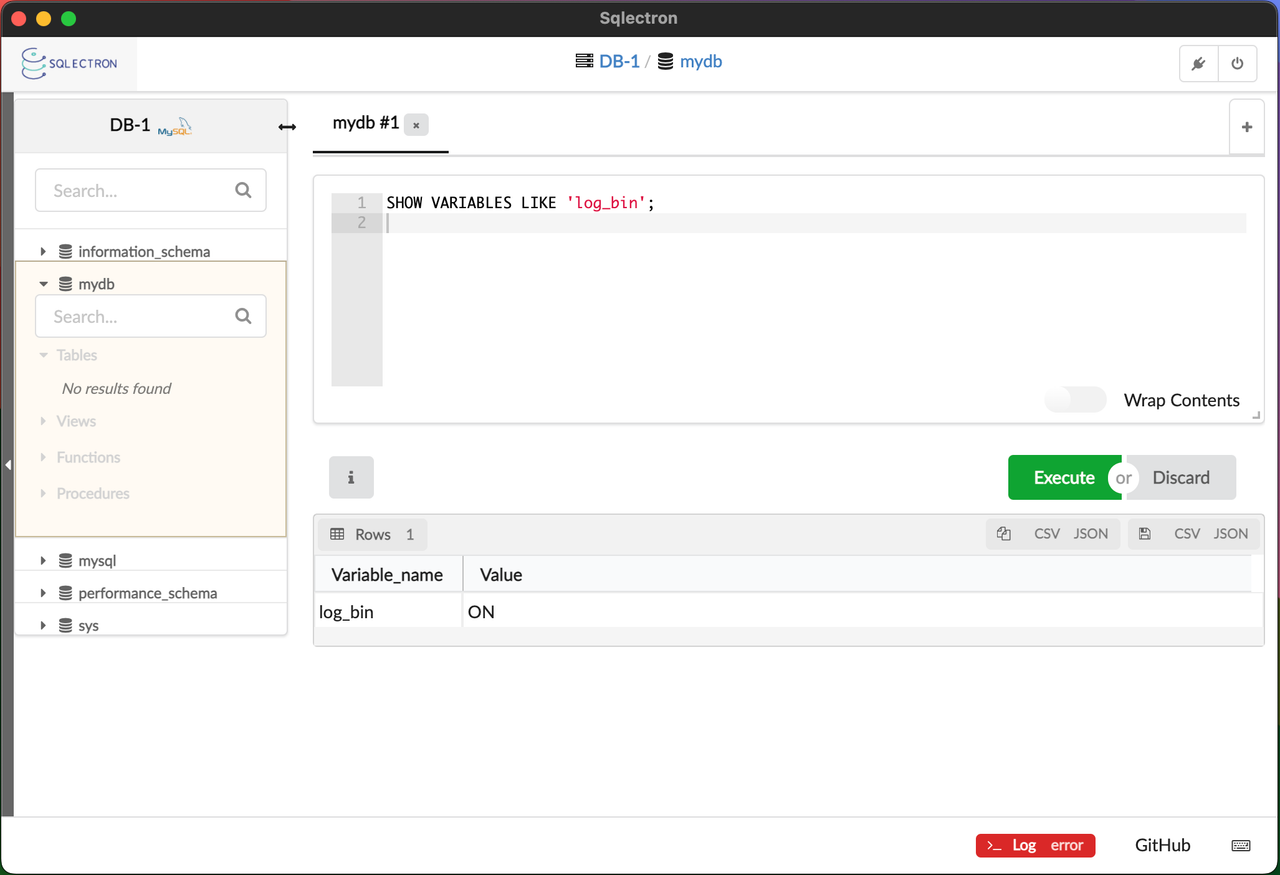 Sqlectron
SQLECTRON
DB-1 / mydb
DB-1 MySQL
Search...
information_schema
mydb
Search...
Tables
No results found
Views
Functions
Procedures
mysql
performance_schema
sys
mydb #1 ×
+
1 SHOW VARIABLES LIKE 'log_bin';
2
Wrap Contents
i
Execute or Discard
Rows 1 CSV JSON CSV JSON
Variable_name Value
log_bin ON
>_ Log error GitHub